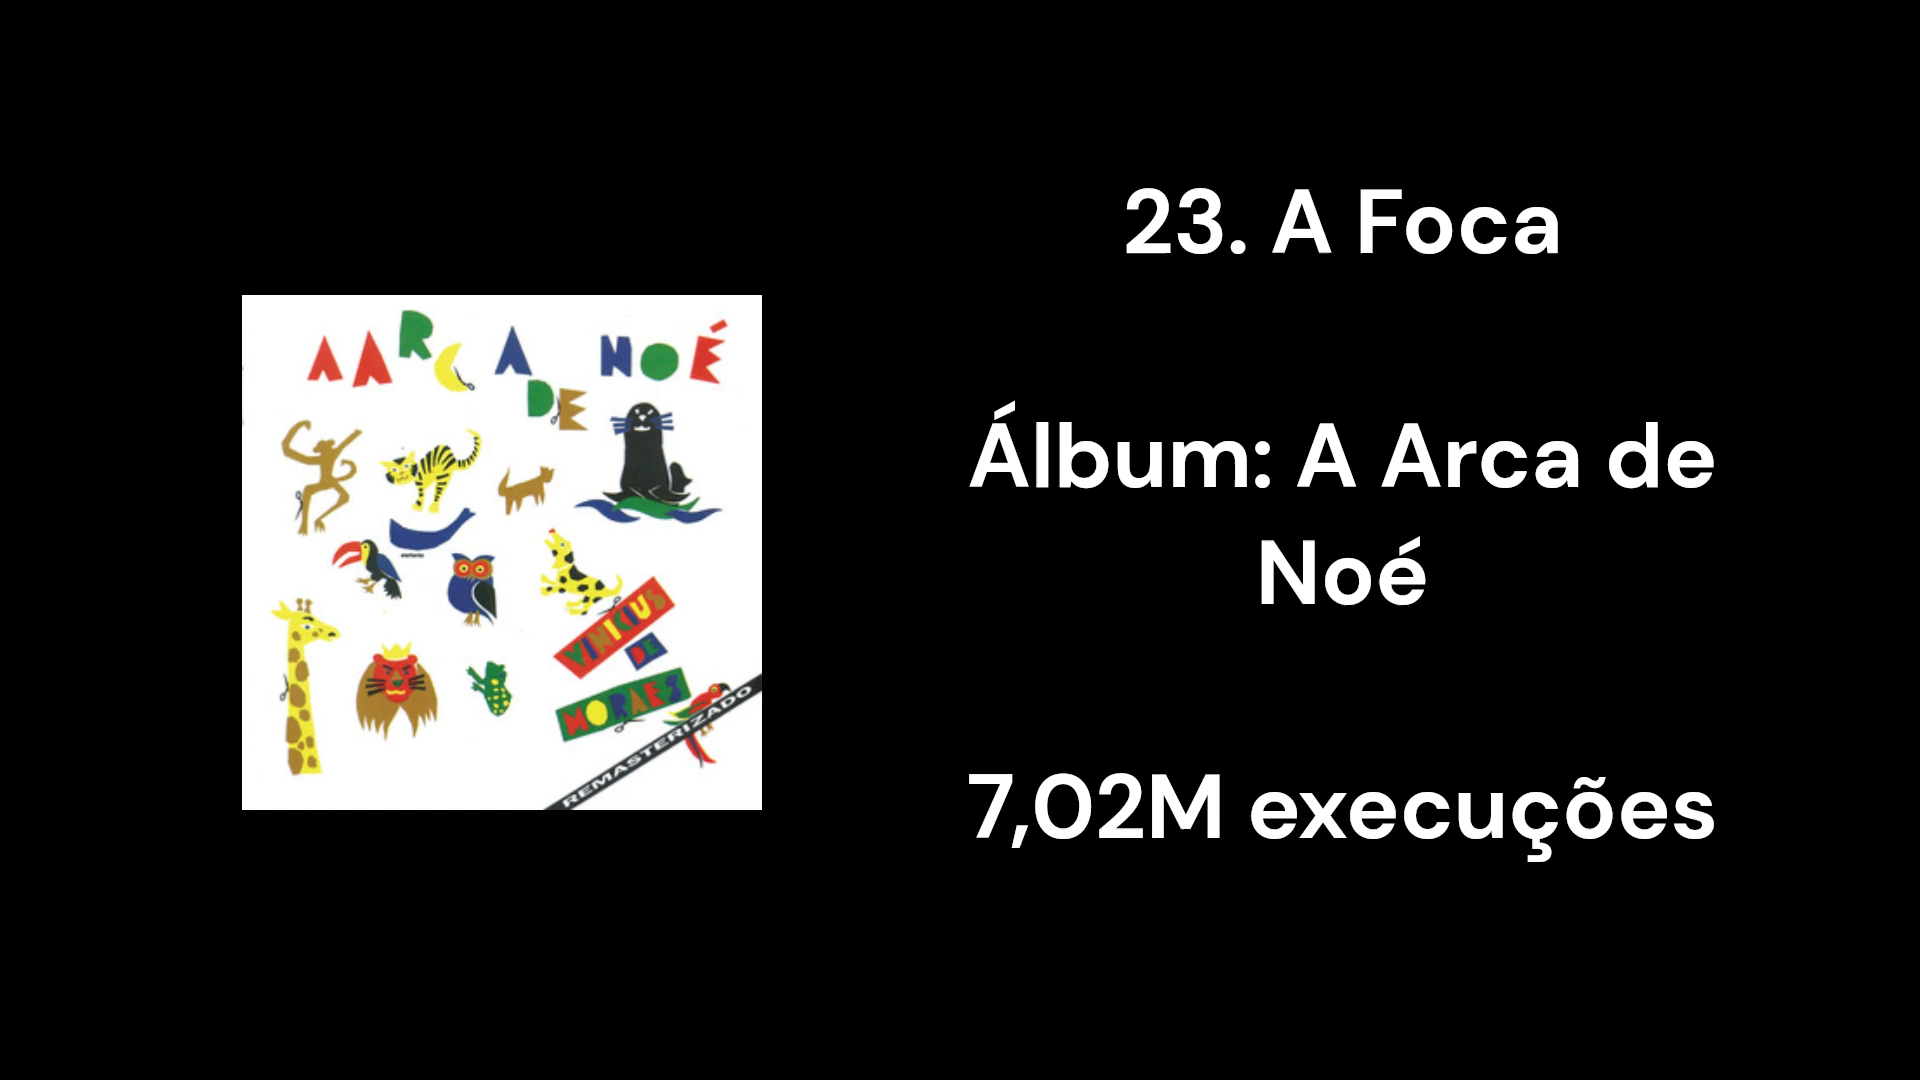 A ARCA DE NOÉ
VINICIUS
DE
MORAES
REMASTERIZADO
23. A Foca
Álbum: A Arca de
Noé
7,02M execuções